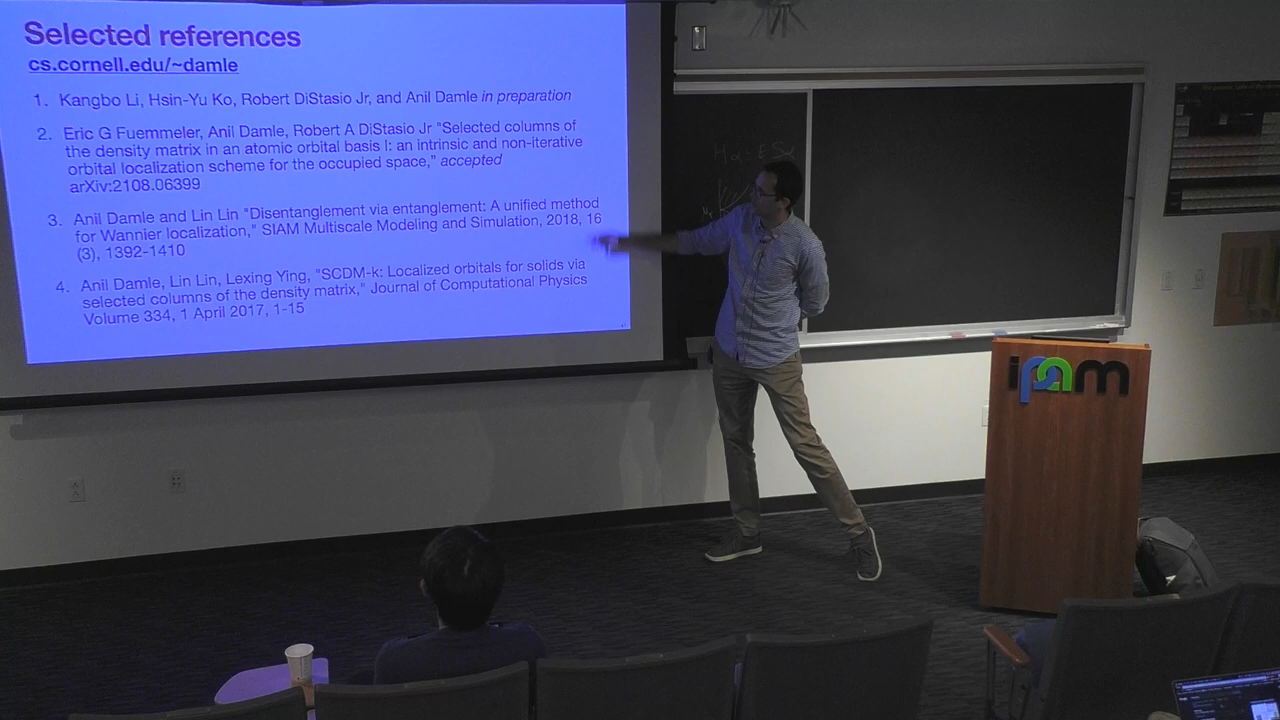 Selected references
cs.cornell.edu/~damle
1. Kangbo Li, Hsin-Yu Ko, Robert DiStasio Jr, and Anil Damle in preparation
2. Eric G Fuemmeler, Anil Damle, Robert A DiStasio Jr "Selected columns of
the density matrix in an atomic orbital basis I: an intrinsic and non-iterative
orbital localization scheme for the occupied space," accepted
arXiv:2108.06399
3. Anil Damle and Lin Lin "Disentanglement via entanglement: A unified method
for Wannier localization," SIAM Multiscale Modeling and Simulation, 2018, 16
(3), 1392-1410
4. Anil Damle, Lin Lin, Lexing Ying, "SCDM-k: Localized orbitals for solids via
selected columns of the density matrix," Journal of Computational Physics
Volume 334, 1 April 2017, 1-15
ipam